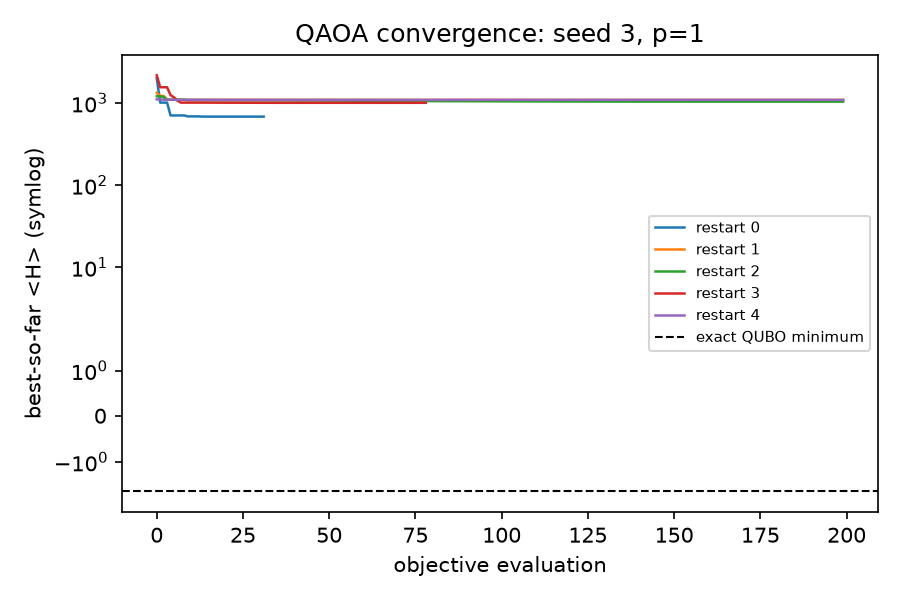 QAOA convergence: seed 3, p=1
best-so-far <H> (symlog)
10³
10²
10¹
10⁰
0
−10⁰
restart 0
restart 1
restart 2
restart 3
restart 4
exact QUBO minimum
0 25 50 75 100 125 150 175 200
objective evaluation